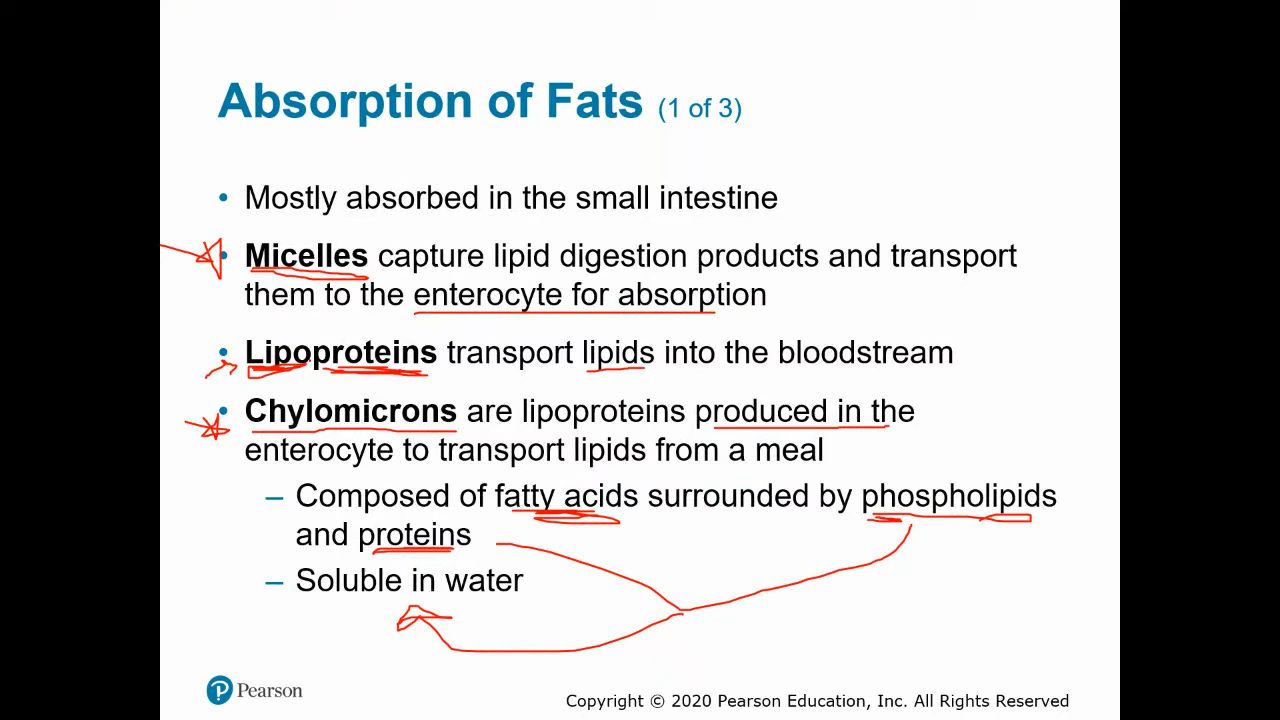 Absorption of Fats (1 of 3)
• Mostly absorbed in the small intestine
• Micelles capture lipid digestion products and transport
them to the enterocyte for absorption
• Lipoproteins transport lipids into the bloodstream
• Chylomicrons are lipoproteins produced in the
enterocyte to transport lipids from a meal
– Composed of fatty acids surrounded by phospholipids
and proteins
– Soluble in water
Pearson
Copyright © 2020 Pearson Education, Inc. All Rights Reserved